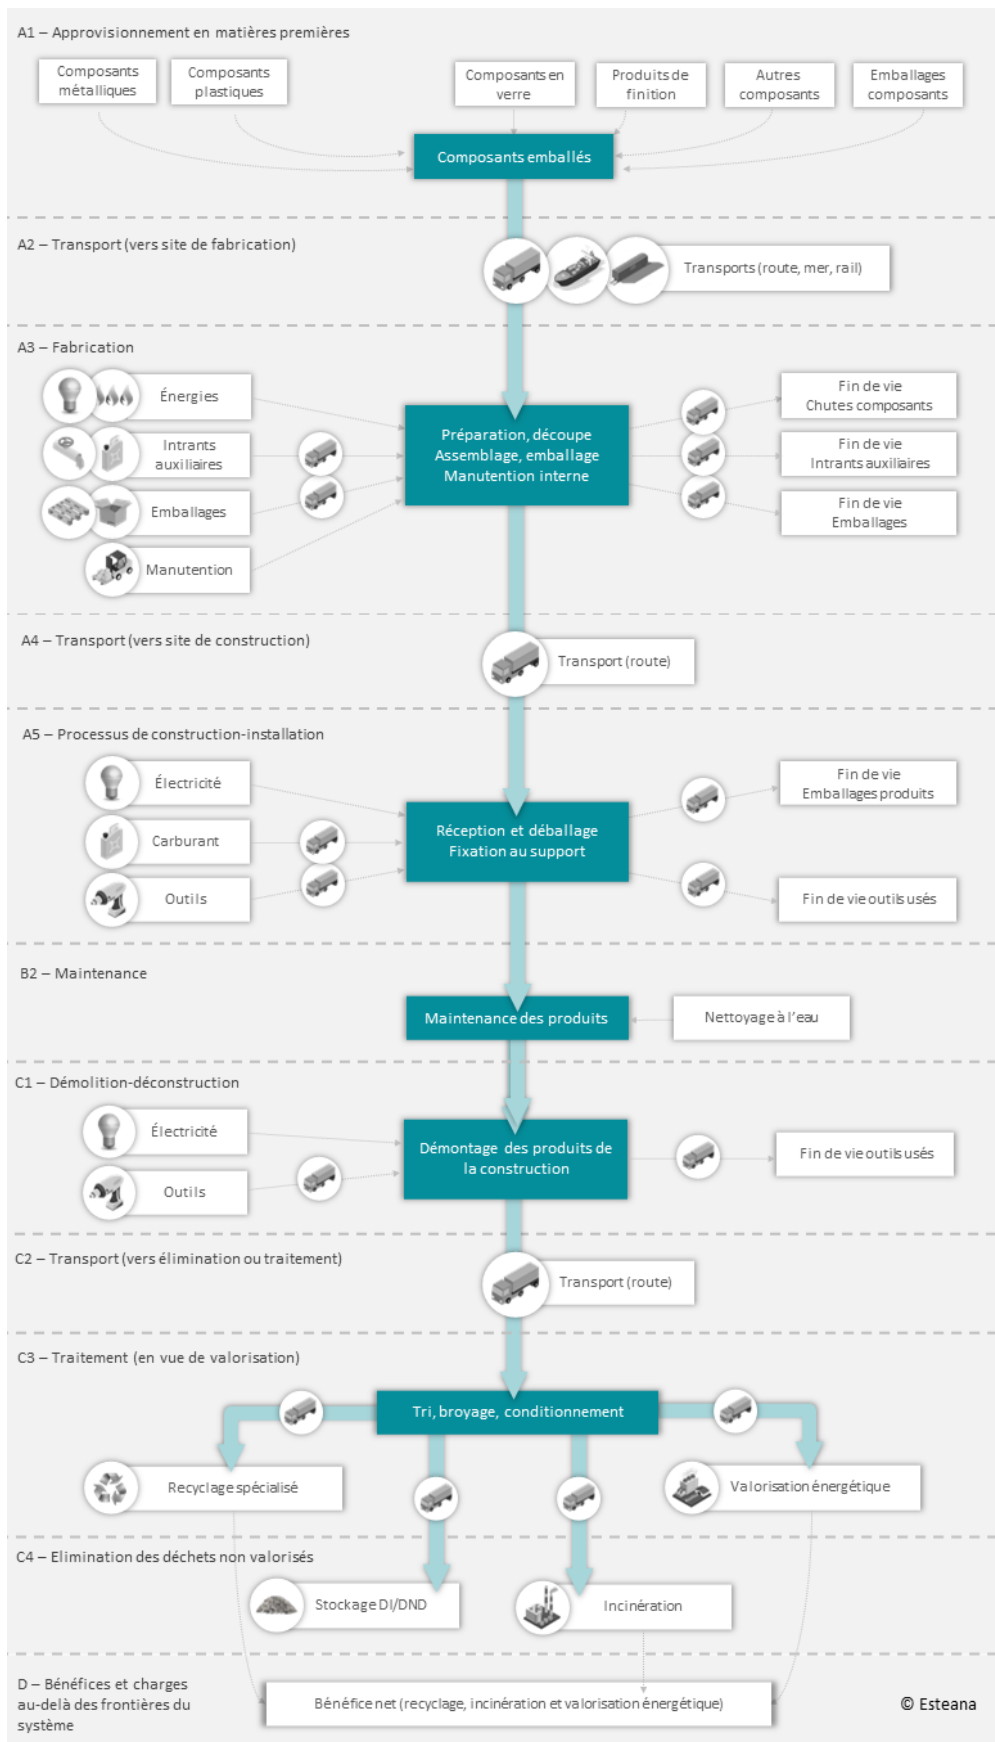 A1 – Approvisionnement en matières premières
Composants
métalliques
Composants
plastiques
Composants en
verre
Produits de
finition
Autres
composants
Emballages
composants
Composants emballés
A2 – Transport (vers site de fabrication)
Transports (route, mer, rail)
A3 – Fabrication
Énergies
Intrants
auxiliaires
Emballages
Manutention
Préparation, découpe
Assemblage, emballage
Manutention interne
Fin de vie
Chutes composants
Fin de vie
Intrants auxiliaires
Fin de vie
Emballages
A4 – Transport (vers site de construction)
Transport (route)
A5 – Processus de construction-installation
Électricité
Carburant
Outils
Réception et déballage
Fixation au support
Fin de vie
Emballages produits
Fin de vie outils usés
B2 – Maintenance
Maintenance des produits
Nettoyage à l’eau
C1 – Démolition-déconstruction
Électricité
Outils
Démontage des produits de
la construction
Fin de vie outils usés
C2 – Transport (vers élimination ou traitement)
Transport (route)
C3 – Traitement (en vue de valorisation)
Tri, broyage, conditionnement
Recyclage spécialisé
Valorisation énergétique
C4 – Elimination des déchets non valorisés
Stockage DI/DND
Incinération
D – Bénéfices et charges
au-delà des frontières du
système
Bénéfice net (recyclage, incinération et valorisation énergétique)
© Esteana